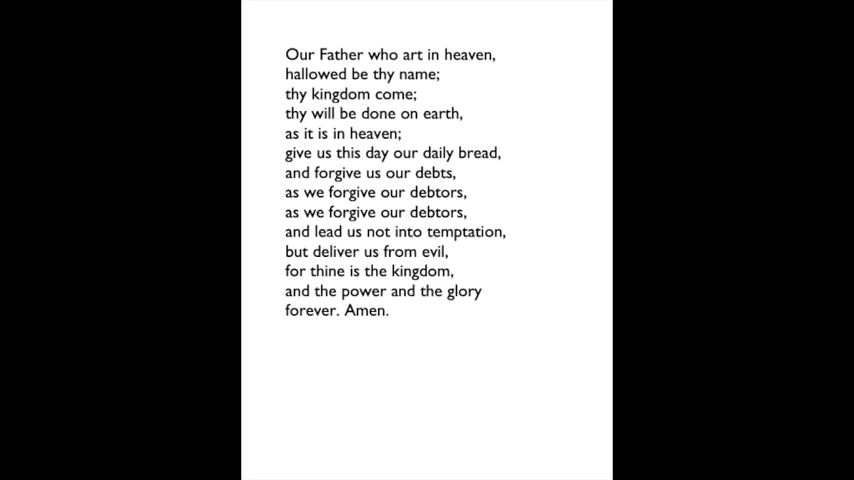 Our Father who art in heaven,
hallowed be thy name;
thy kingdom come;
thy will be done on earth,
as it is in heaven;
give us this day our daily bread,
and forgive us our debts,
as we forgive our debtors,
as we forgive our debtors,
and lead us not into temptation,
but deliver us from evil,
for thine is the kingdom,
and the power and the glory
forever. Amen.